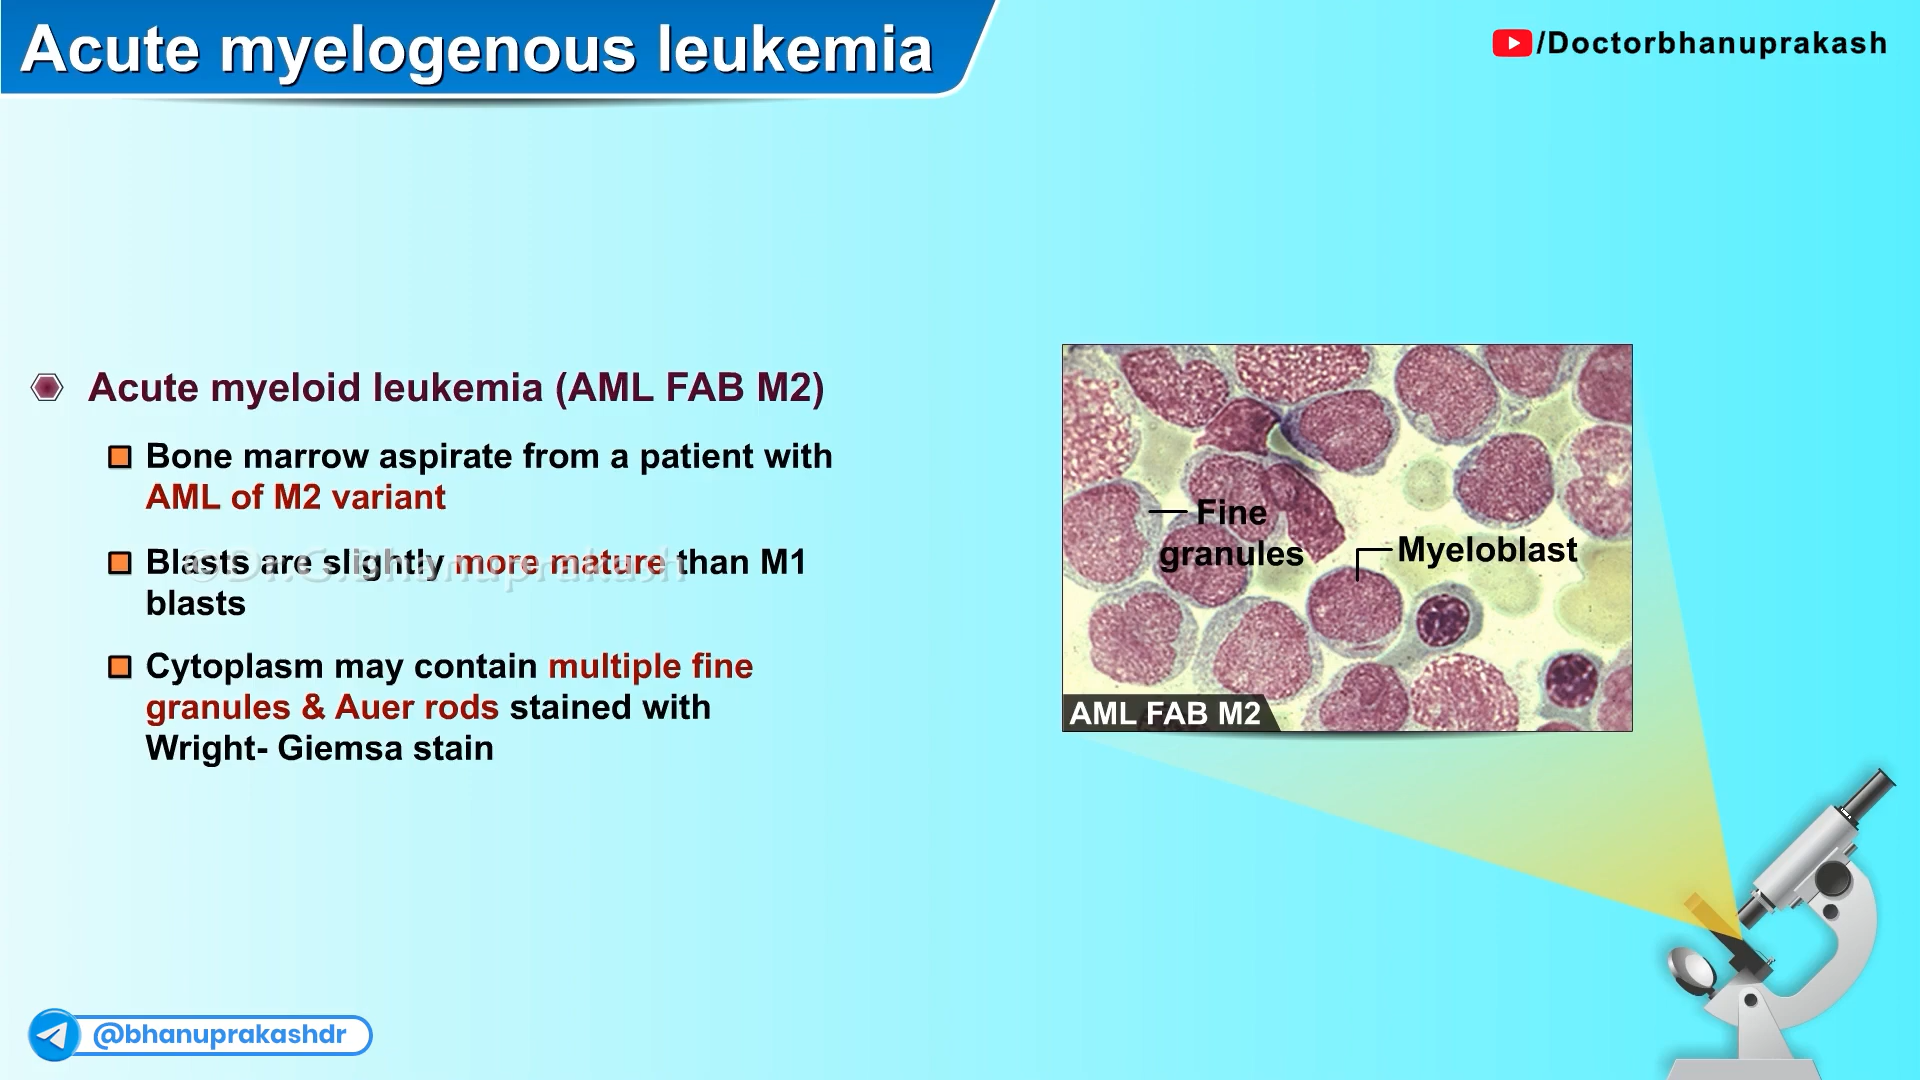 Acute myelogenous leukemia
/Doctorbhanuprakash
Acute myeloid leukemia (AML FAB M2)
Bone marrow aspirate from a patient with
AML of M2 variant
Blasts are slightly more mature than M1
blasts
©Dr.G.Bhanuprakash
Cytoplasm may contain multiple fine
granules & Auer rods stained with
Wright- Giemsa stain
Fine
granules
Myeloblast
AML FAB M2
@bhanuprakashdr